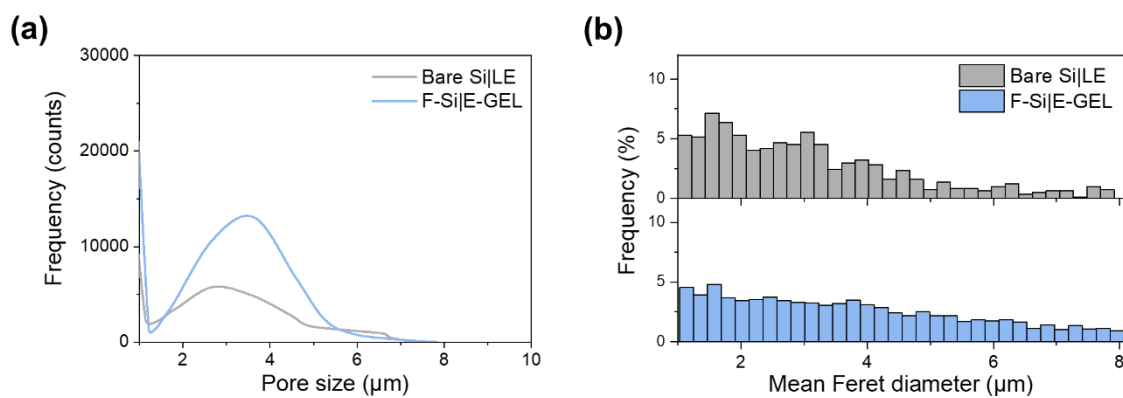 (a)
30000
20000
10000
0
Frequency (counts)
Bare Si|LE
F-Si|E-GEL
2
4
6
8
10
Pore size (μm)
(b)
10
5
0
10
5
0
Frequency (%)
Bare Si|LE
F-Si|E-GEL
2
4
6
8
Mean Feret diameter (μm)